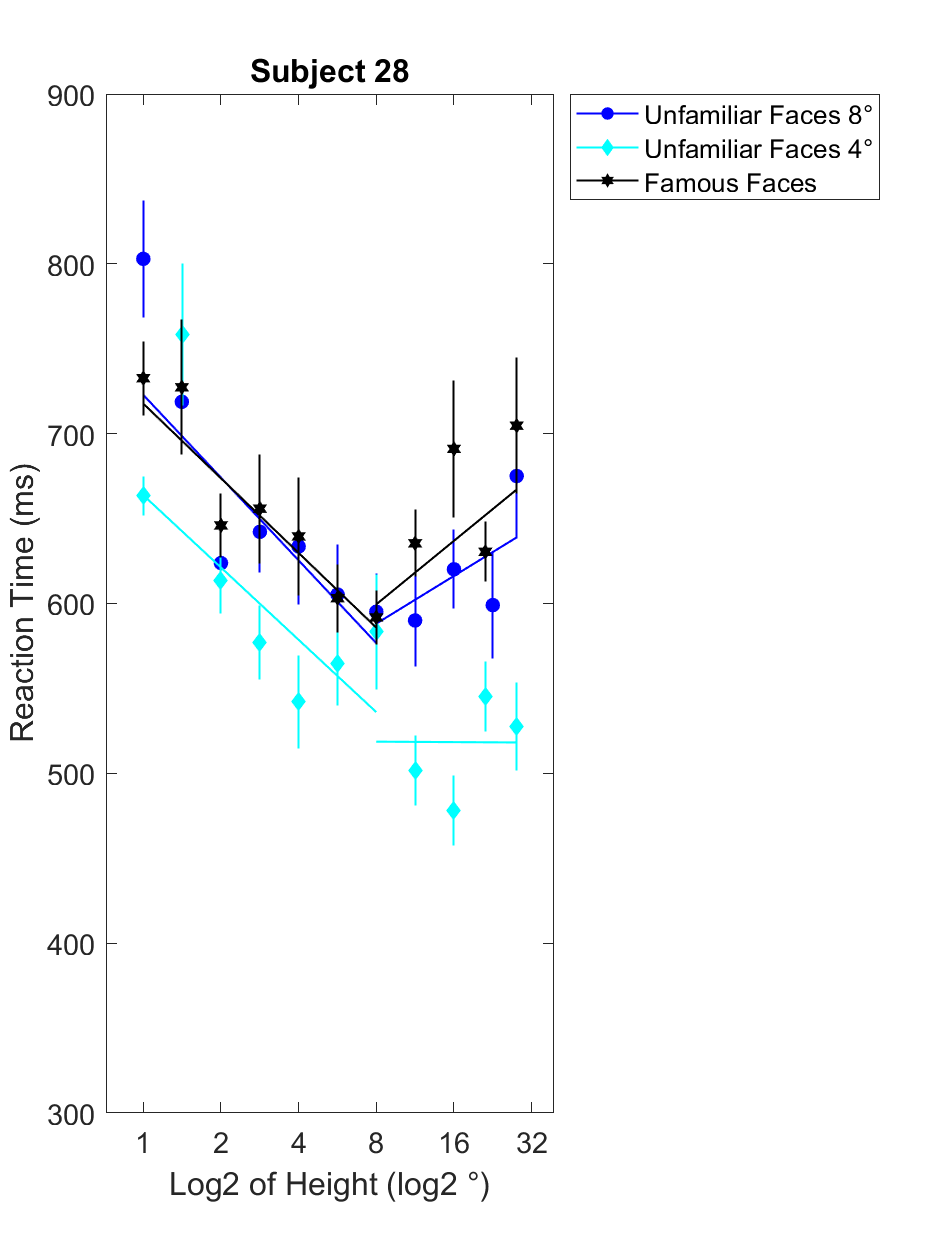 Subject 28
900
800
700
600
500
400
300
Reaction Time (ms)
1 2 4 8 16 32
Log2 of Height (log2 °)
Unfamiliar Faces 8°
Unfamiliar Faces 4°
Famous Faces